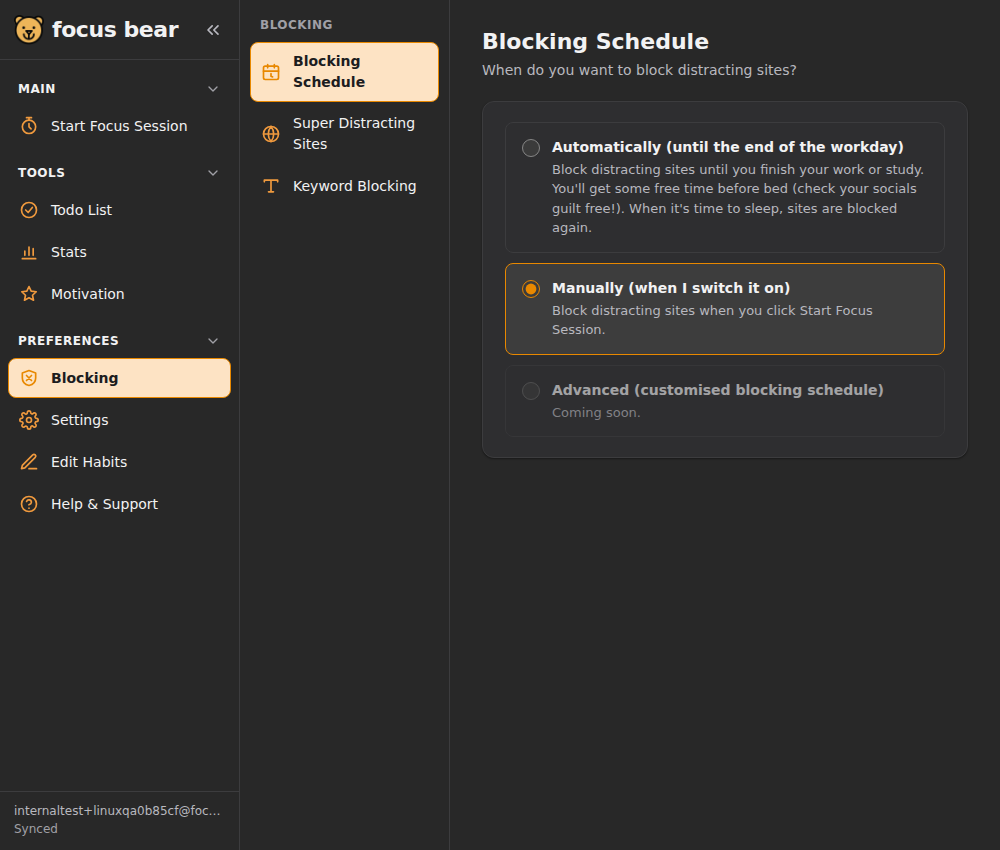 focus bear
MAIN
Start Focus Session
TOOLS
Todo List
Stats
Motivation
PREFERENCES
Blocking
Settings
Edit Habits
Help & Support
internaltest+linuxqa0b85cf@foc...
Synced
BLOCKING
Blocking
Schedule
Super Distracting
Sites
Keyword Blocking
Blocking Schedule
When do you want to block distracting sites?
Automatically (until the end of the workday)
Block distracting sites until you finish your work or study.
You'll get some free time before bed (check your socials
guilt free!). When it's time to sleep, sites are blocked
again.
Manually (when I switch it on)
Block distracting sites when you click Start Focus
Session.
Advanced (customised blocking schedule)
Coming soon.